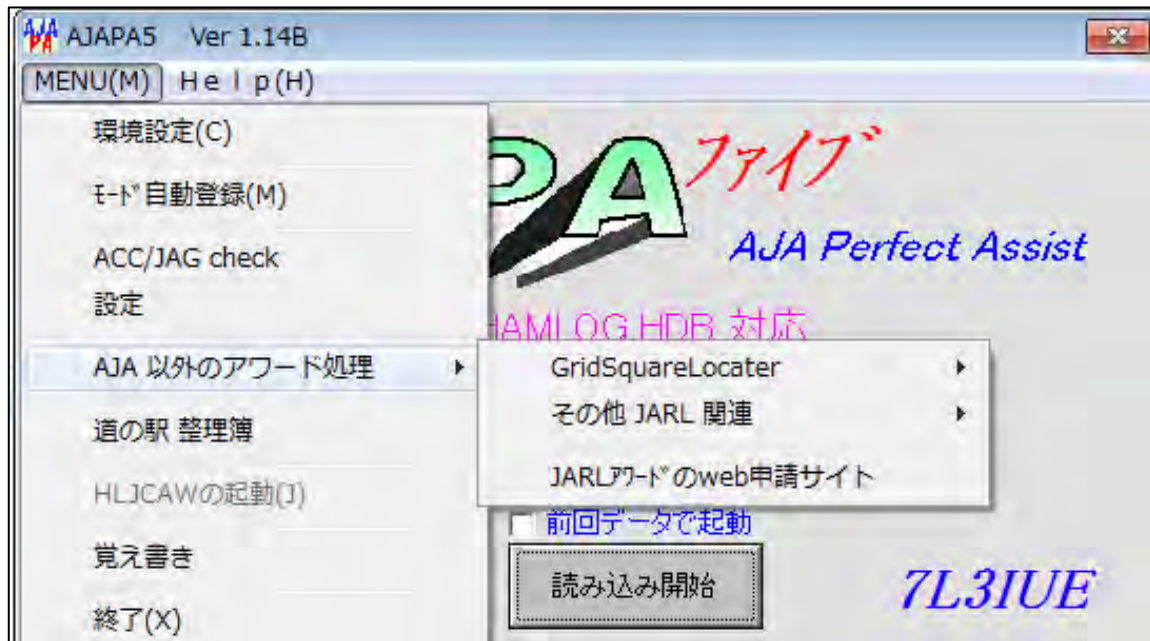 AJAPA5 Ver 1.14B
MENU(M) Ｈｅｌｐ(H)
環境設定(C)
ﾓｰﾄﾞ自動登録(M)
ACC/JAG check
設定
AJA 以外のアワード処理
道の駅 整理簿
HLJCAWの起動(J)
覚え書き
終了(X)
GridSquareLocater
その他 JARL 関連
JARLｱﾜｰﾄﾞのweb申請サイト
PA ファイブ
AJA Perfect Assist
HAMLOG HDB 対応
前回データで起動
読み込み開始
7L3IUE